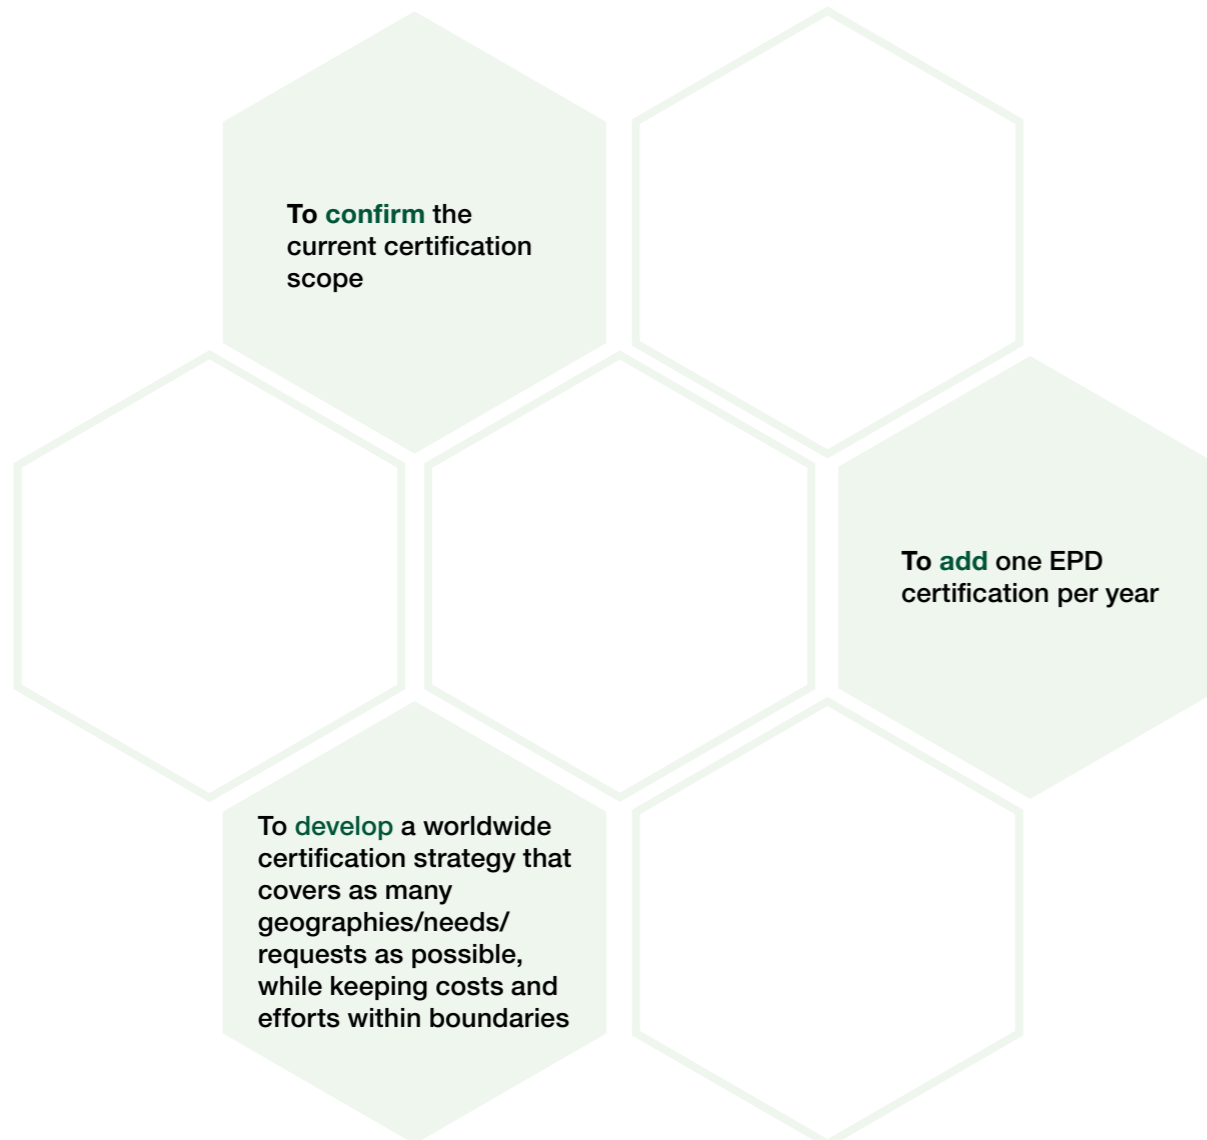 To confirm the
current certification
scope
To add one EPD
certification per year
To develop a worldwide
certification strategy that
covers as many
geographies/needs/
requests as possible,
while keeping costs and
efforts within boundaries